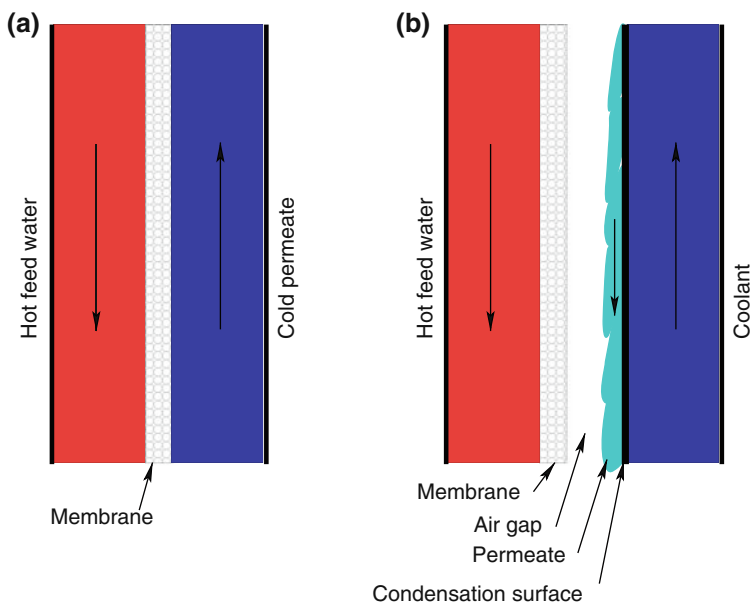 (a)
Hot feed water
Cold permeate
Membrane
(b)
Hot feed water
Coolant
Membrane
Air gap
Permeate
Condensation surface